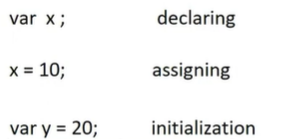 var x ; declaring
x = 10; assigning
var y = 20; initialization